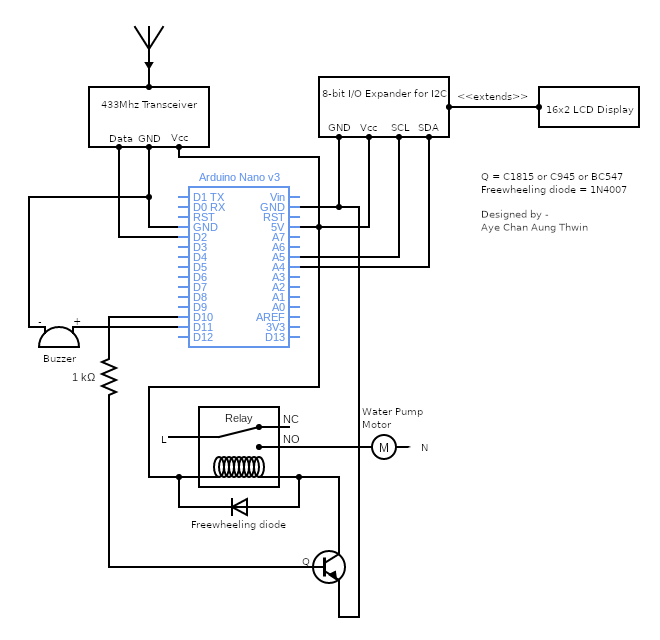 433Mhz Transceiver
Data GND Vcc
8-bit I/O Expander for I2C
GND Vcc SCL SDA
<<extends>>
16x2 LCD Display
Q = C1815 or C945 or BC547
Freewheeling diode = 1N4007
Designed by -
Aye Chan Aung Thwin
Arduino Nano v3
D1 TX Vin
D0 RX GND
RST RST
GND 5V
D2 A7
D3 A6
D4 A5
D5 A4
D6 A3
D7 A2
D8 A1
D9 A0
D10 AREF
D11 3V3
D12 D13
- +
Buzzer
1 kΩ
Relay
NC
L
NO
Water Pump
Motor
M
N
Freewheeling diode
Q